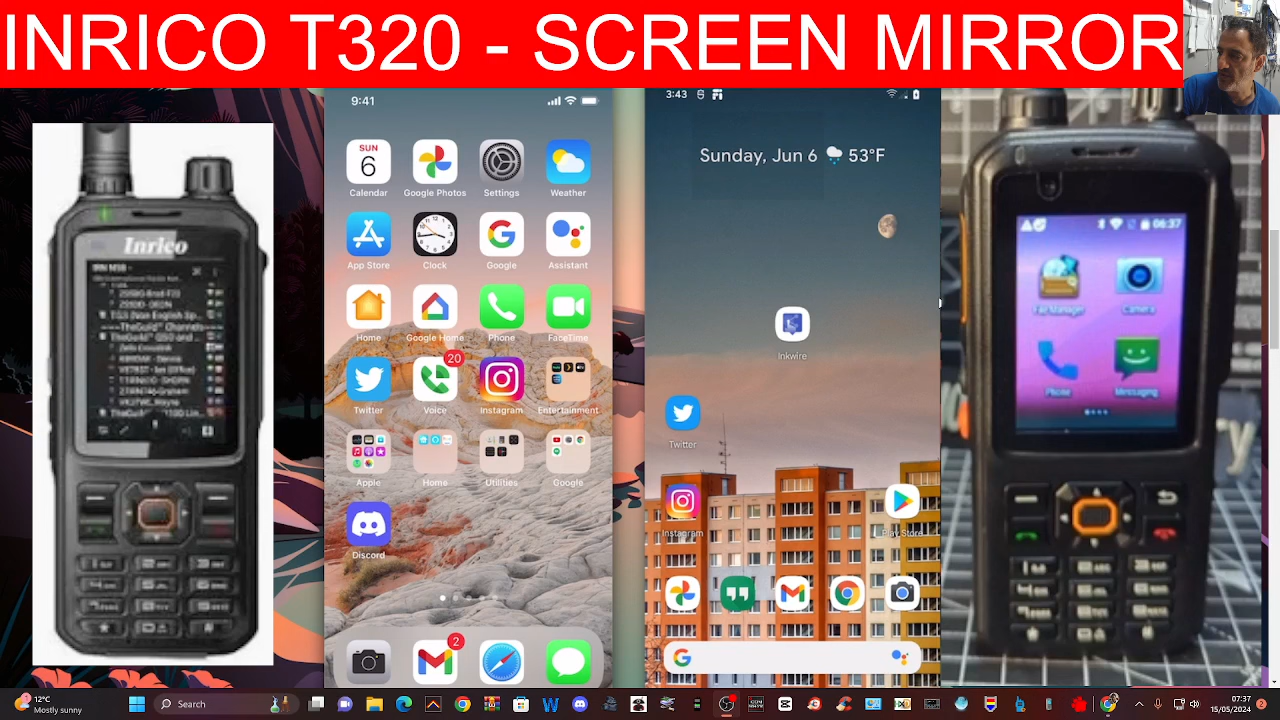 INRICO T320 - SCREEN MIRROR
Inrico
9:41
SUN
6
Calendar
Google Photos
Settings
Weather
App Store
Clock
Google
Assistant
Home
Google Home
Phone
FaceTime
20
Twitter
Voice
Instagram
Entertainment
Apple
Home
Utilities
Google
Discord
2
3:43
Sunday, Jun 6
53°F
Inkwire
Twitter
Instagram
Play Store
06:37
File Manager
Camera
Phone
Messaging
12°C
Mostly sunny
Search
07:37
15/05/2024
2